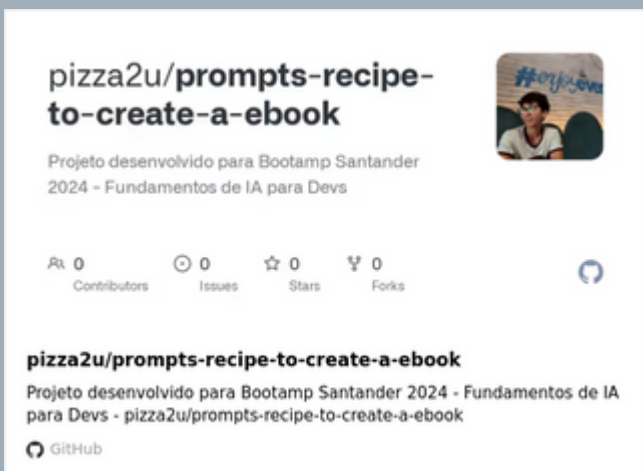 pizza2u/prompts-recipe-
to-create-a-ebook
Projeto desenvolvido para Bootamp Santander
2024 - Fundamentos de IA para Devs
0
Contributors
0
Issues
0
Stars
0
Forks
pizza2u/prompts-recipe-to-create-a-ebook
Projeto desenvolvido para Bootamp Santander 2024 - Fundamentos de IA
para Devs - pizza2u/prompts-recipe-to-create-a-ebook
GitHub